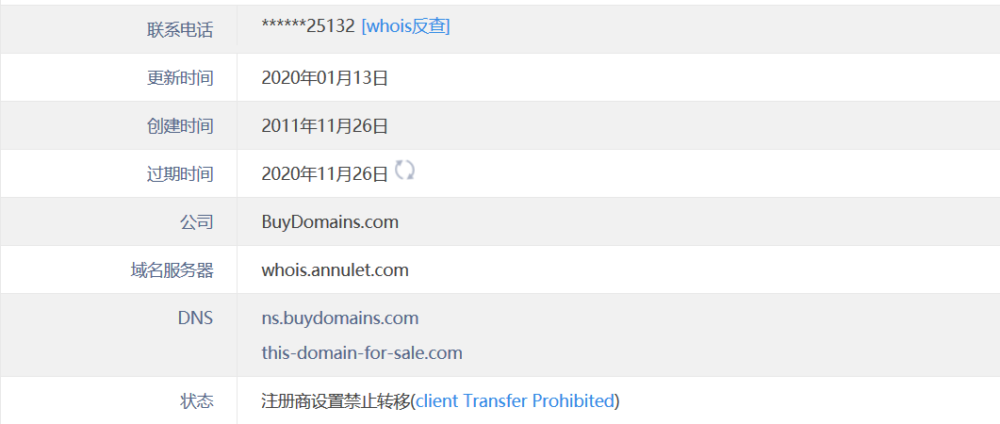 联系电话 ******25132 [whois反查]
更新时间 2020年01月13日
创建时间 2011年11月26日
过期时间 2020年11月26日
公司 BuyDomains.com
域名服务器 whois.annulet.com
DNS ns.buydomains.com
this-domain-for-sale.com
状态 注册商设置禁止转移(client Transfer Prohibited)